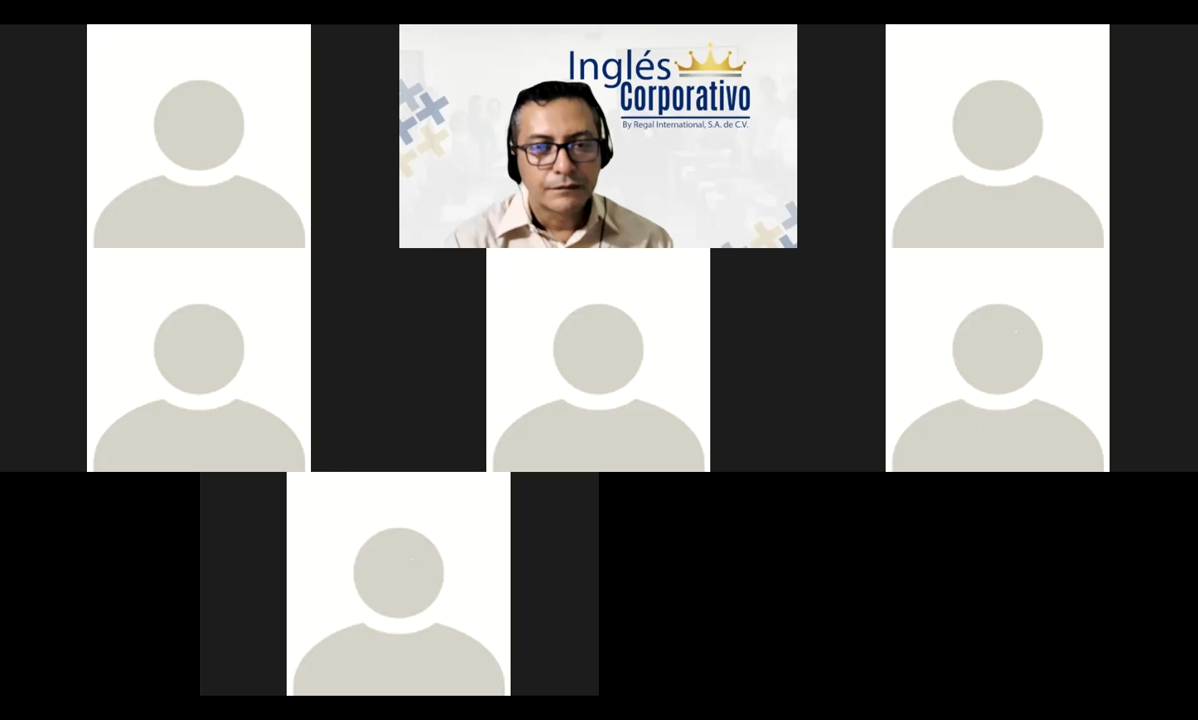 Inglés
Corporativo
By Regal International, S.A. de C.V.